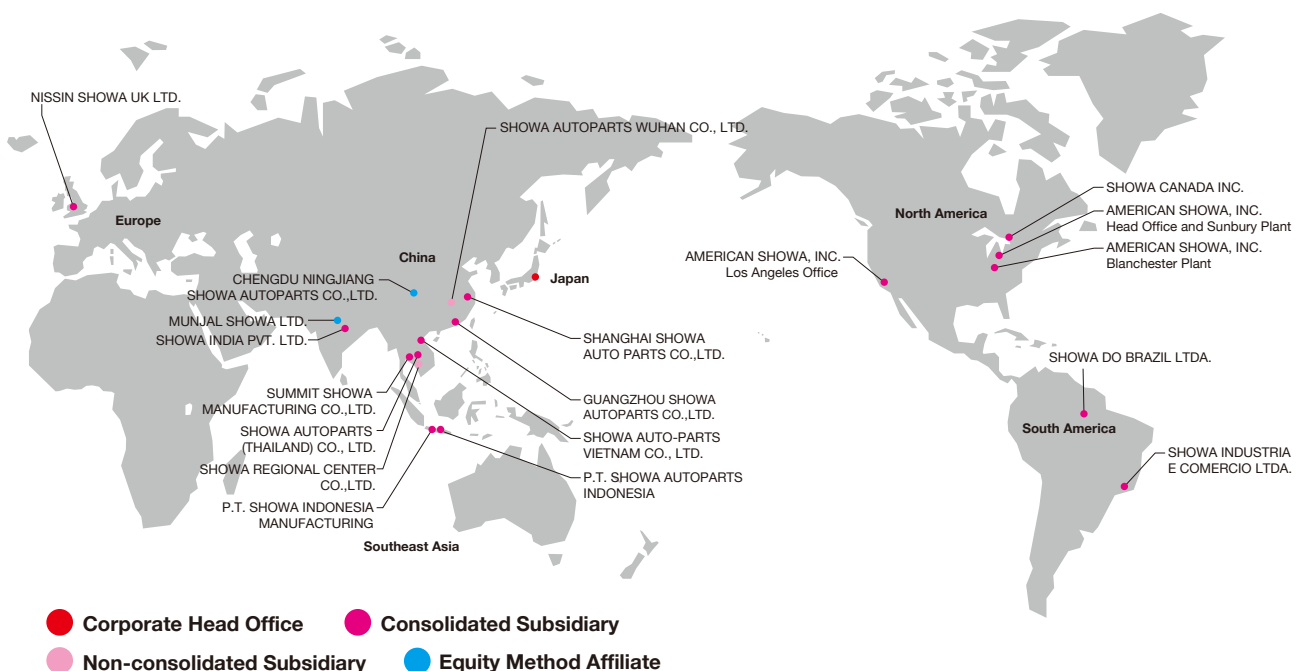 NISSIN SHOWA UK LTD.
Europe
SHOWA AUTOPARTS WUHAN CO., LTD.
China
CHENGDU NINGJIANG
SHOWA AUTOPARTS CO.,LTD.
Japan
MUNJAL SHOWA LTD.
SHOWA INDIA PVT. LTD.
SHANGHAI SHOWA
AUTO PARTS CO.,LTD.
SUMMIT SHOWA
MANUFACTURING CO.,LTD.
GUANGZHOU SHOWA
AUTOPARTS CO.,LTD.
SHOWA AUTOPARTS
(THAILAND) CO., LTD.
SHOWA AUTO-PARTS
VIETNAM CO., LTD.
SHOWA REGIONAL CENTER
CO.,LTD.
P.T. SHOWA AUTOPARTS
INDONESIA
P.T. SHOWA INDONESIA
MANUFACTURING
Southeast Asia
North America
SHOWA CANADA INC.
AMERICAN SHOWA, INC.
Head Office and Sunbury Plant
AMERICAN SHOWA, INC.
Blanchester Plant
AMERICAN SHOWA, INC.
Los Angeles Office
SHOWA DO BRAZIL LTDA.
South America
SHOWA INDUSTRIA
E COMERCIO LTDA.
Corporate Head Office
Consolidated Subsidiary
Non-consolidated Subsidiary
Equity Method Affiliate